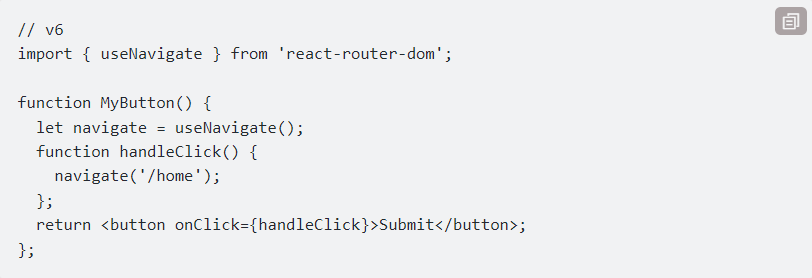 // v6
import { useNavigate } from 'react-router-dom';
function MyButton() {
let navigate = useNavigate();
function handleClick() {
navigate('/home');
};
return <button onClick={handleClick}>Submit</button>;
};